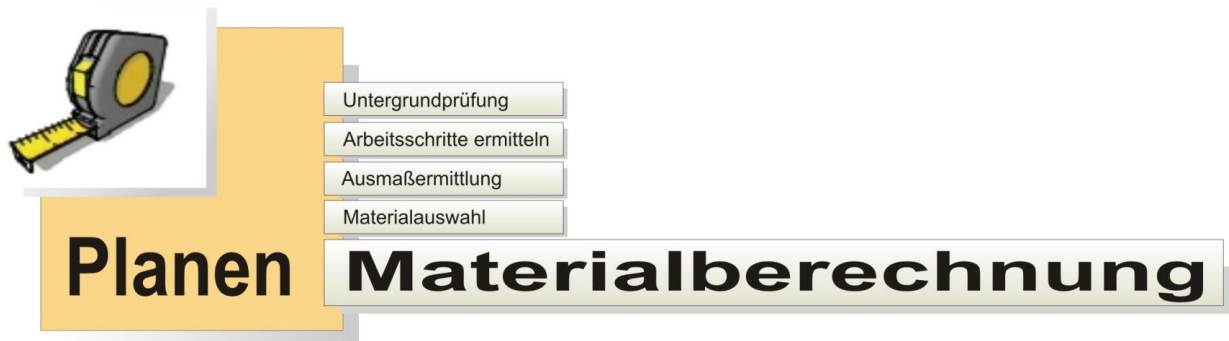 Untergrundprüfung
Arbeitsschritte ermitteln
Ausmaßermittlung
Materialauswahl
Planen Materialberechnung